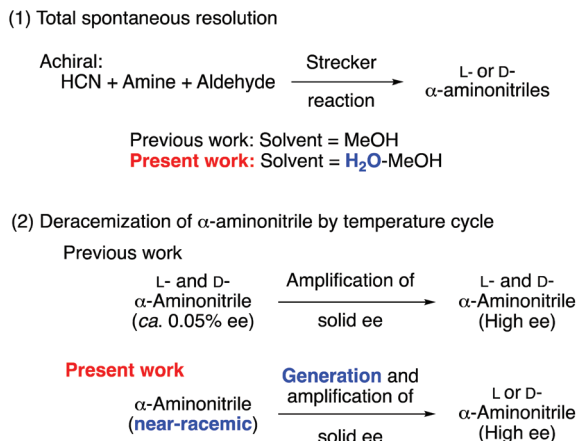 (1) Total spontaneous resolution
Achiral:
HCN + Amine + Aldehyde
Strecker
reaction
L- or D-
α-aminonitriles
Previous work: Solvent = MeOH
Present work: Solvent = H₂O-MeOH
(2) Deracemization of α-aminonitrile by temperature cycle
Previous work
L- and D-
α-Aminonitrile
(ca. 0.05% ee)
Amplification of
solid ee
L- and D-
α-Aminonitrile
(High ee)
Present work
α-Aminonitrile
(near-racemic)
Generation and
amplification of
solid ee
L or D-
α-Aminonitrile
(High ee)